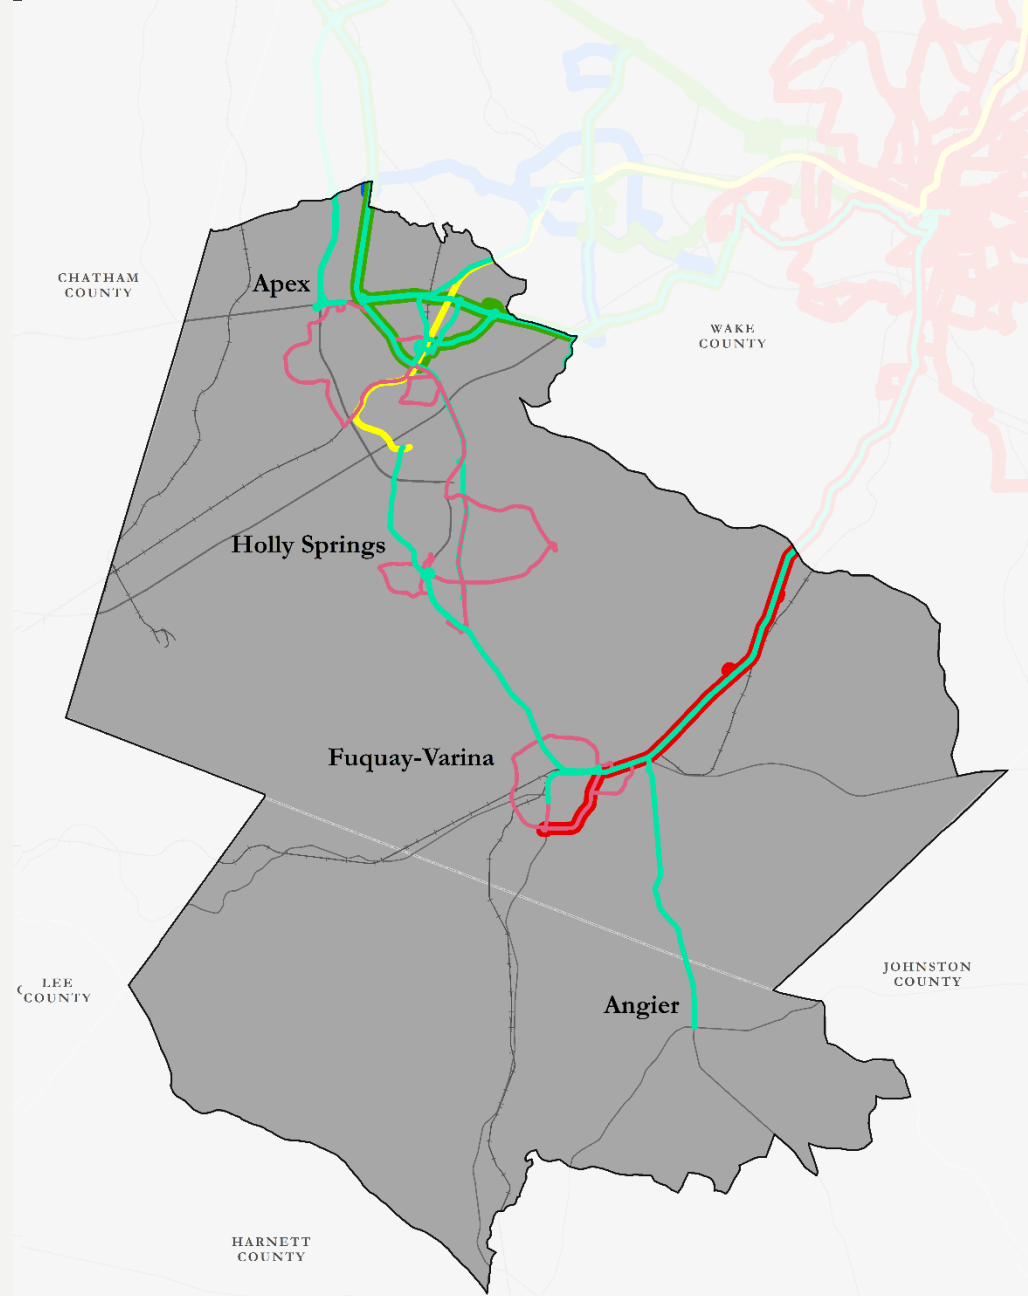 CHATHAM
COUNTY
Apex
WAKE
COUNTY
Holly Springs
Fuquay-Varina
LEE
COUNTY
JOHNSTON
COUNTY
Angier
HARNETT
COUNTY